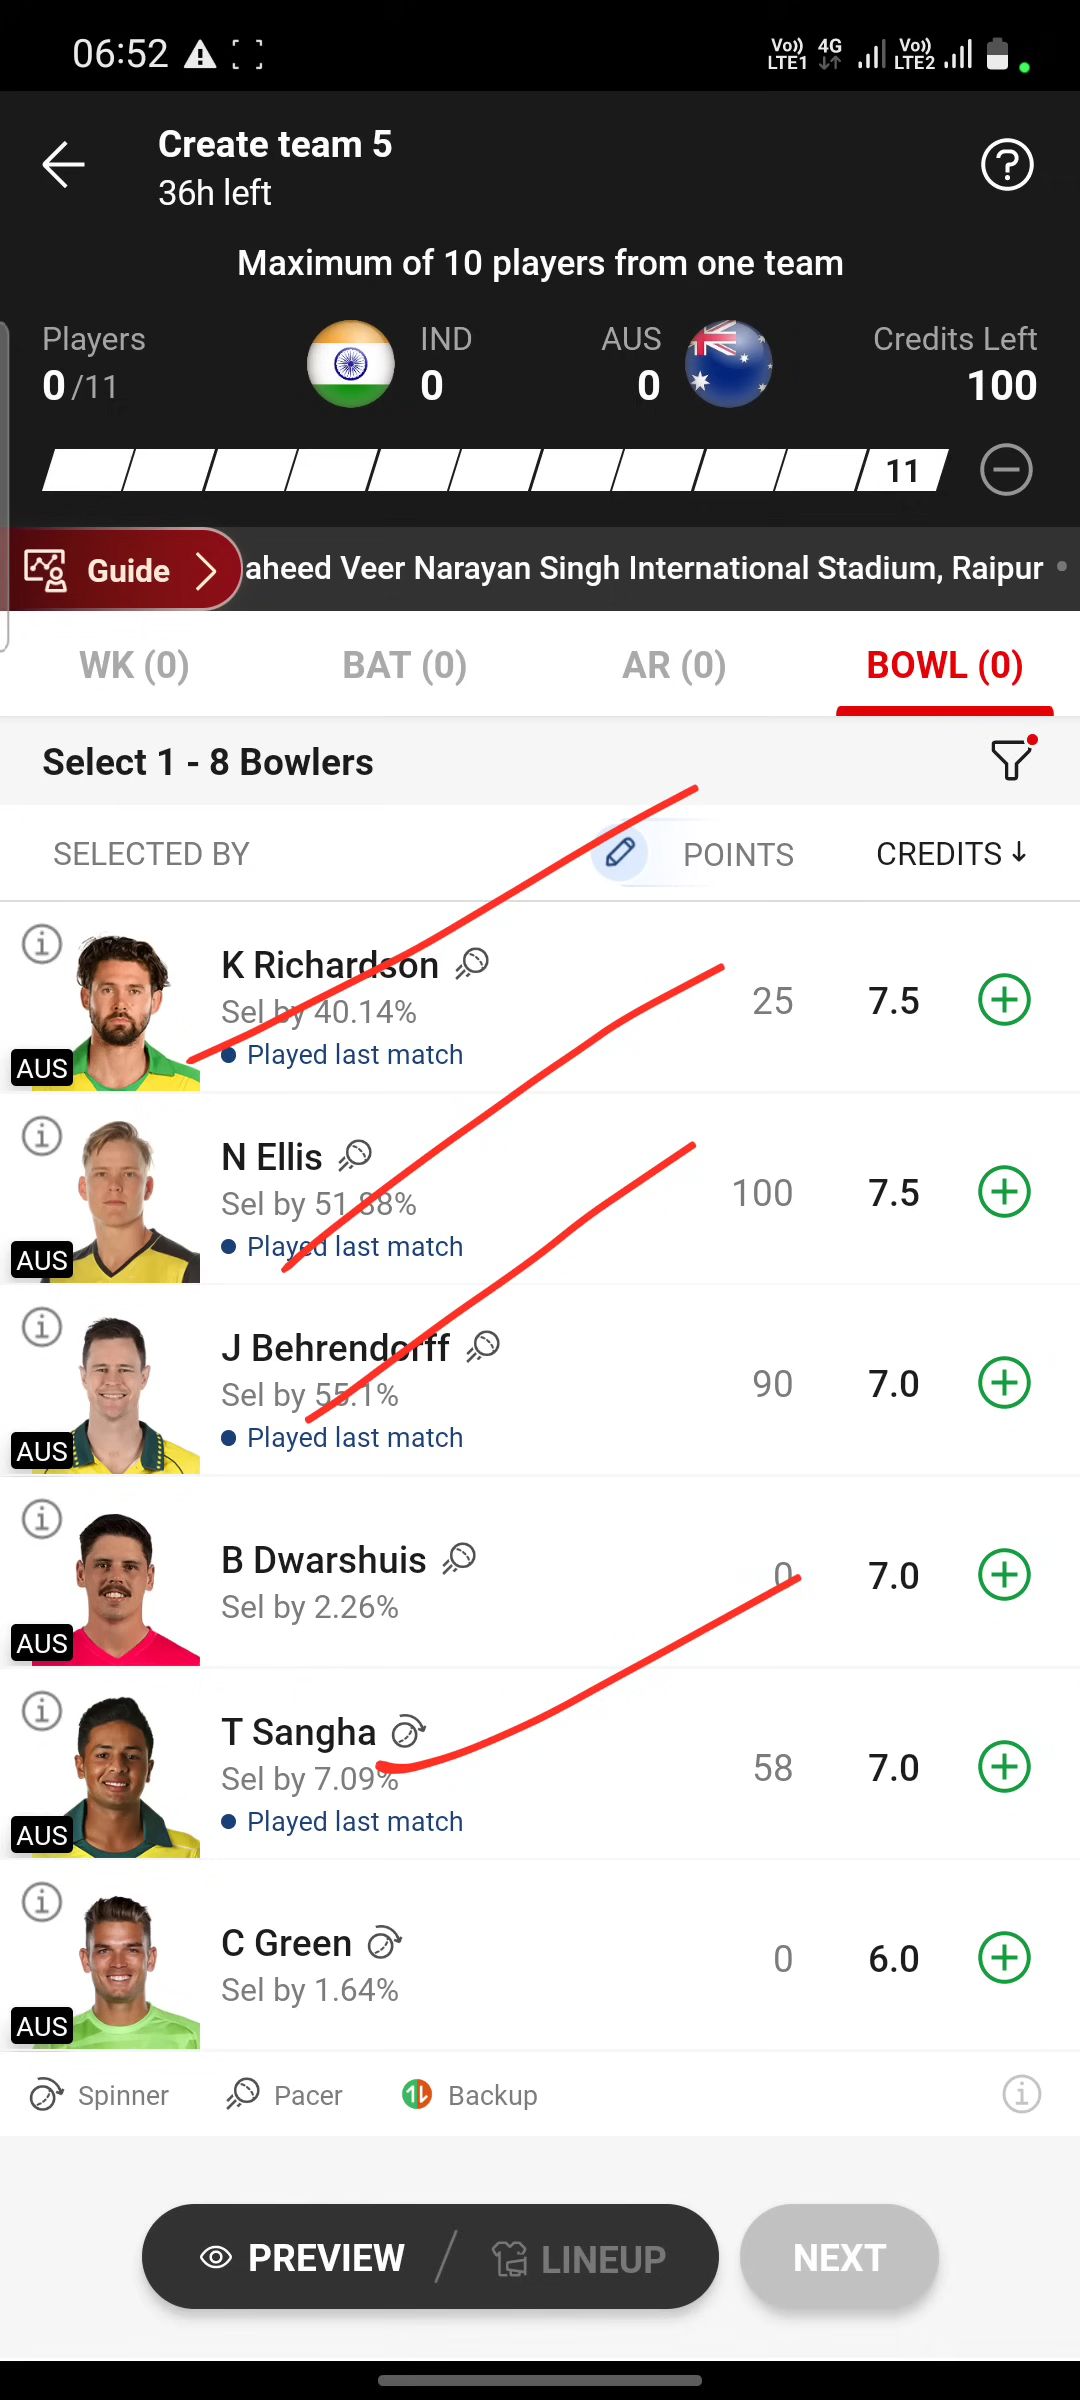 06:52
Vo)) LTE1 4G Vo)) LTE2
Create team 5
36h left
Maximum of 10 players from one team
Players IND AUS Credits Left
0/11 0 0 100
11
Guide aheed Veer Narayan Singh International Stadium, Raipur
WK (0) BAT (0) AR (0) BOWL (0)
Select 1 - 8 Bowlers
SELECTED BY POINTS CREDITS
K Richardson
Sel by 40.14% 25 7.5
Played last match
AUS
N Ellis
Sel by 51.88% 100 7.5
Played last match
AUS
J Behrendorff
Sel by 55.1% 90 7.0
Played last match
AUS
B Dwarshuis 0 7.0
Sel by 2.26%
AUS
T Sangha
Sel by 7.09% 58 7.0
Played last match
AUS
C Green 0 6.0
Sel by 1.64%
AUS
Spinner Pacer Backup
PREVIEW LINEUP NEXT